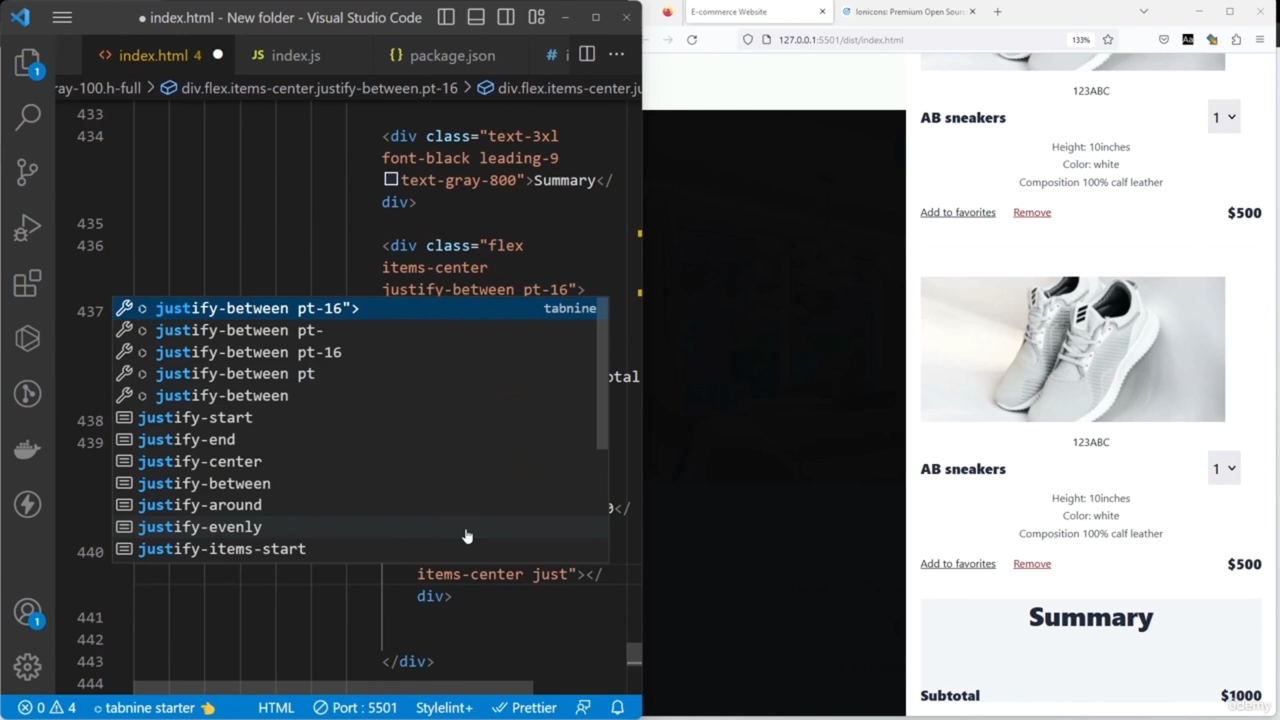 index.html - New folder - Visual Studio Code
index.html 4
JS index.js
{ } package.json
#
ray-100.h-full > div.flex.items-center.justify-between.pt-16 >
433
434
<div class="text-3xl
font-black leading-9
text-gray-800">Summary</
div>
435
436
<div class="flex
items-center
justify-between pt-16">
437
justify-between pt-16"> tabnine
justify-between pt-
justify-between pt-16
justify-between pt
justify-between
justify-start
justify-end
justify-center
justify-between
justify-around
justify-evenly
justify-items-start
438
439
440
items-center just"></
div>
441
442
443
</div>
444
1
1
0 4 tabnine starter HTML Port : 5501 Stylelint+ Prettier
E-commerce Website
Ionicons: Premium Open Sour
127.0.0.1:5501/dist/index.html
133%
Aa
123ABC
AB sneakers
1
Height: 10inches
Color: white
Composition 100% calf leather
Add to favorites Remove $500
123ABC
AB sneakers
1
Height: 10inches
Color: white
Composition 100% calf leather
Add to favorites Remove $500
Summary
Subtotal $1000
udemy